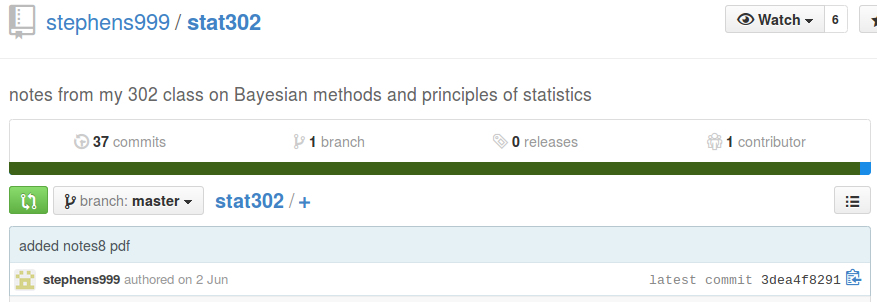 stephens999 / stat302
Watch 6
notes from my 302 class on Bayesian methods and principles of statistics
37 commits 1 branch 0 releases 1 contributor
branch: master stat302 / +
added notes8 pdf
stephens999 authored on 2 Jun latest commit 3dea4f8291